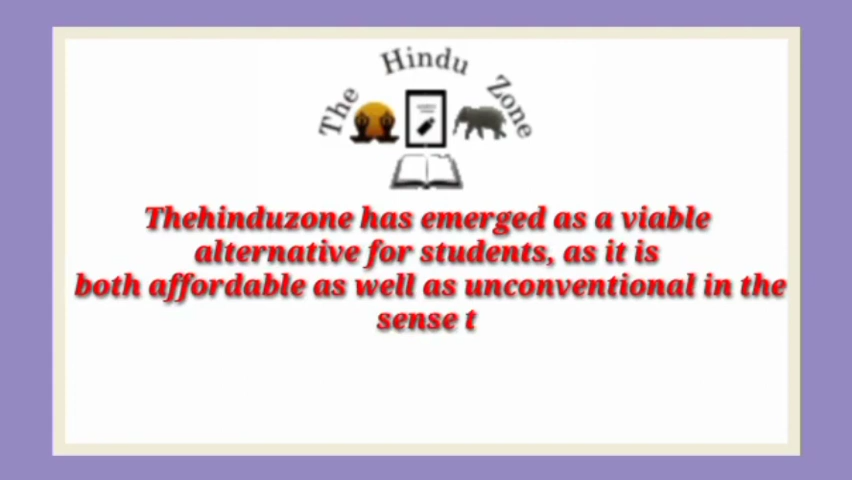 The Hindu Zone
Thehinduzone has emerged as a viable
alternative for students, as it is
both affordable as well as unconventional in the
sense t